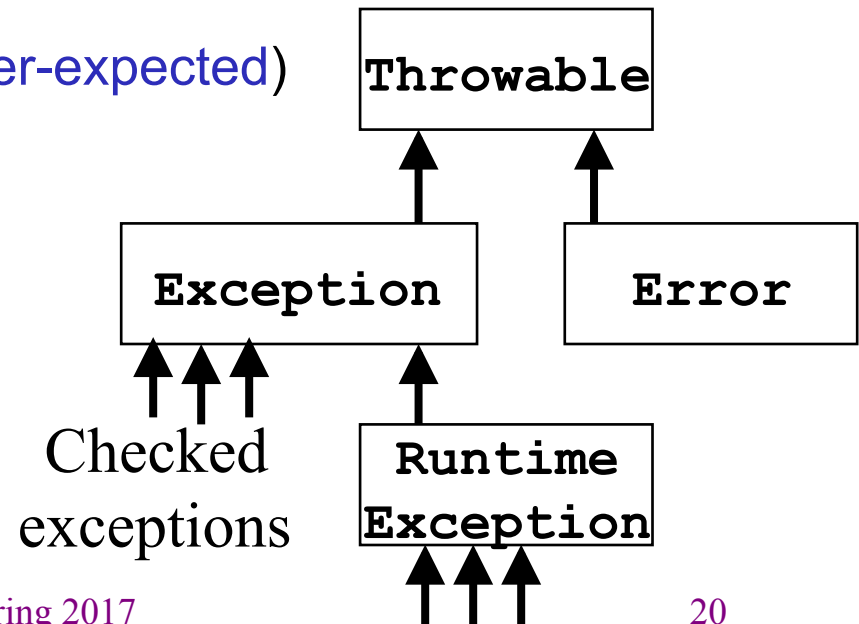 er-expected)
Throwable
Exception
Error
Checked
exceptions
Runtime
Exception
ring 2017
20